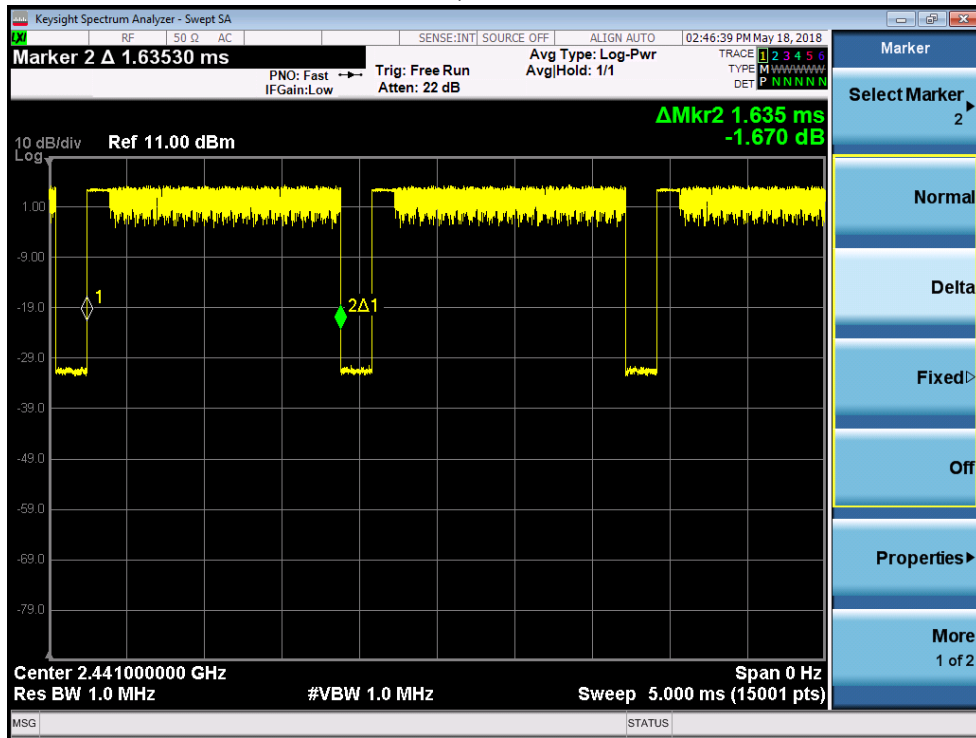 Keysight Spectrum Analyzer - Swept SA
LXI RF 50 Ω AC SENSE:INT SOURCE OFF ALIGN AUTO 02:46:39 PM May 18, 2018
Marker 2 Δ 1.63530 ms
PNO: Fast
IFGain:Low
Trig: Free Run
Atten: 22 dB
Avg Type: Log-Pwr
Avg|Hold: 1/1
TRACE 1 2 3 4 5 6
TYPE M WWWWW
DET P N N N N N
ΔMkr2 1.635 ms
-1.670 dB
10 dB/div Ref 11.00 dBm
Log
1.00
-9.00
-19.0
-29.0
-39.0
-49.0
-59.0
-69.0
-79.0
1
2Δ1
Center 2.441000000 GHz Span 0 Hz
Res BW 1.0 MHz #VBW 1.0 MHz Sweep 5.000 ms (15001 pts)
MSG STATUS
Marker
Select Marker
2
Normal
Delta
Fixed
Off
Properties
More
1 of 2